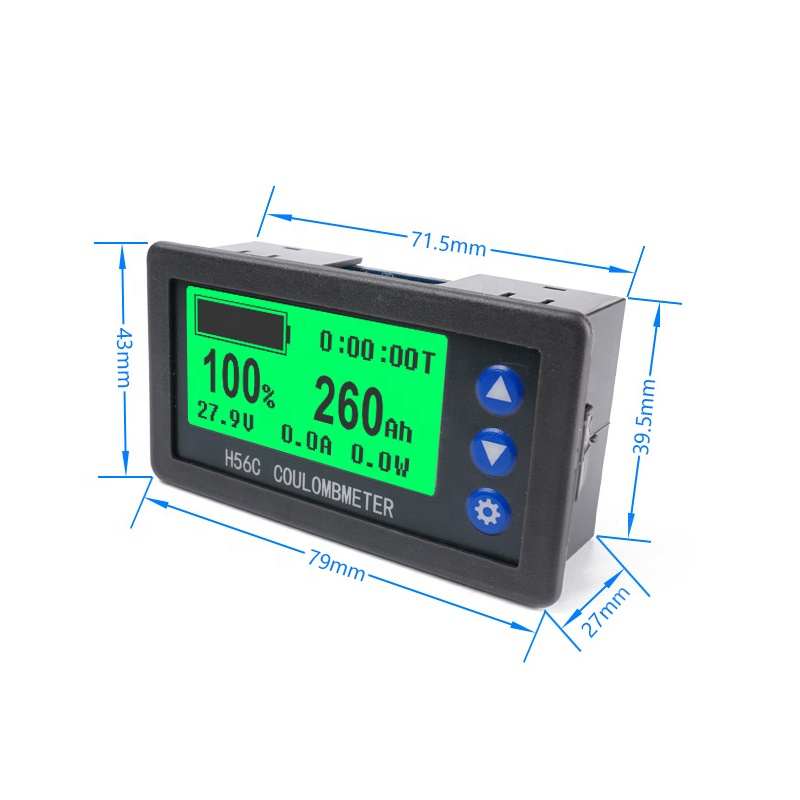 71.5mm
43mm
0:00:00T
100%
260Ah
27.9V
0.0A
0.0W
H56C COULOMBMETER
39.5mm
79mm
27mm